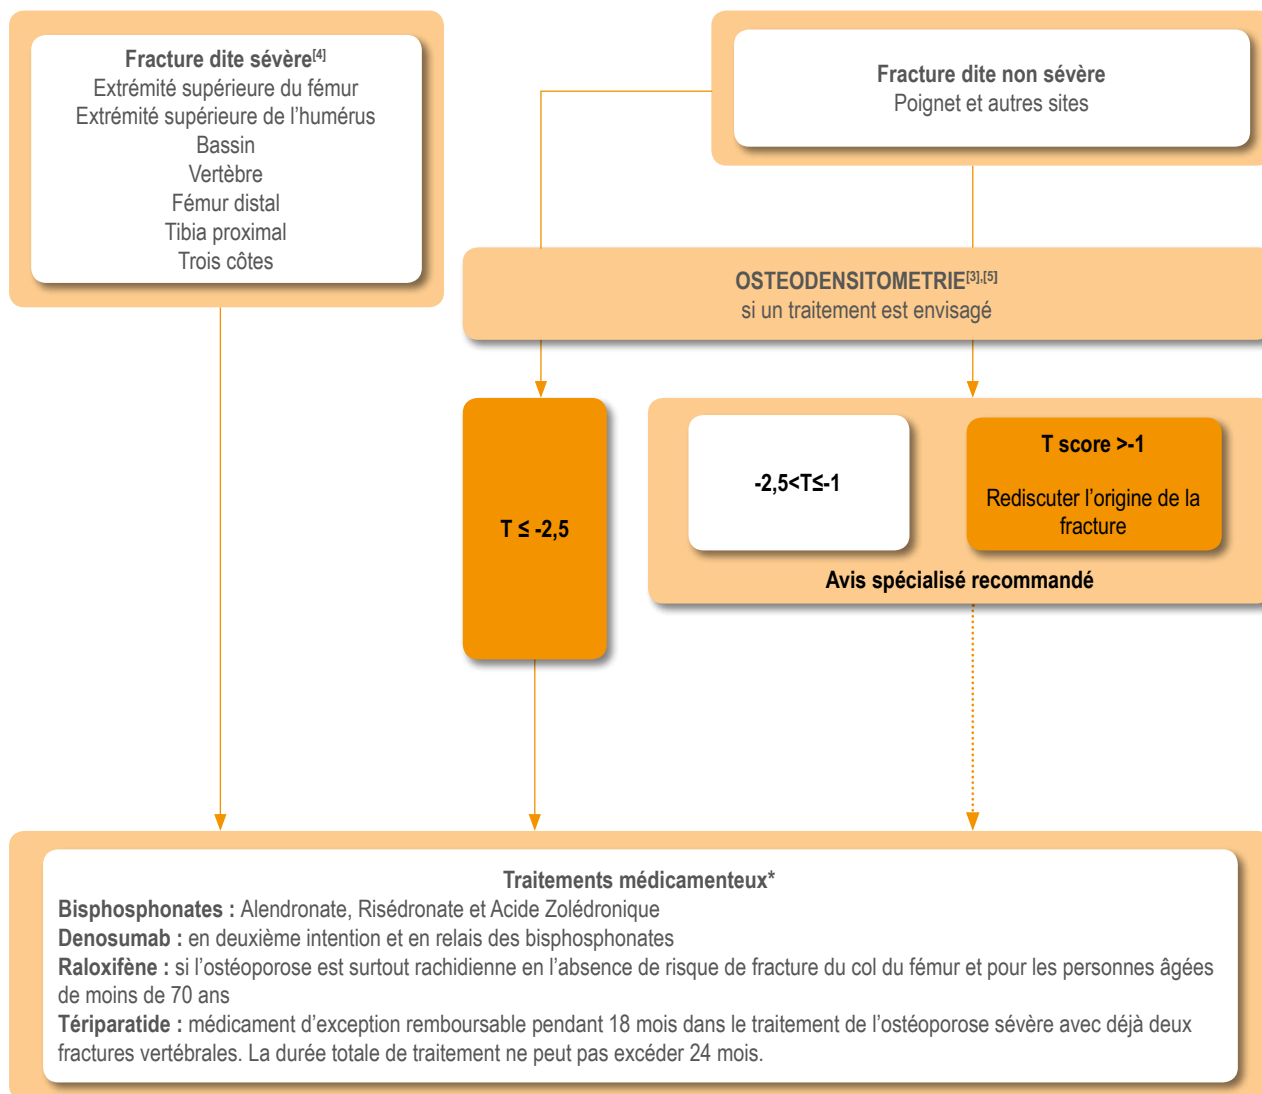 Fracture dite sévère[4]
Extrémité supérieure du fémur
Extrémité supérieure de l'humérus
Bassin
Vertèbre
Fémur distal
Tibia proximal
Trois côtes
Fracture dite non sévère
Poignet et autres sites
OSTEODENSITOMETRIE[3],[5]
si un traitement est envisagé
T ≤ -2,5
-2,5<T≤-1
T score >-1
Rediscuter l'origine de la
fracture
Avis spécialisé recommandé
Traitements médicamenteux*
Bisphosphonates : Alendronate, Risédronate et Acide Zolédronique
Denosumab : en deuxième intention et en relais des bisphosphonates
Raloxifène : si l'ostéoporose est surtout rachidienne en l'absence de risque de fracture du col du fémur et pour les personnes âgées
de moins de 70 ans
Tériparatide : médicament d'exception remboursable pendant 18 mois dans le traitement de l'ostéoporose sévère avec déjà deux
fractures vertébrales. La durée totale de traitement ne peut pas excéder 24 mois.